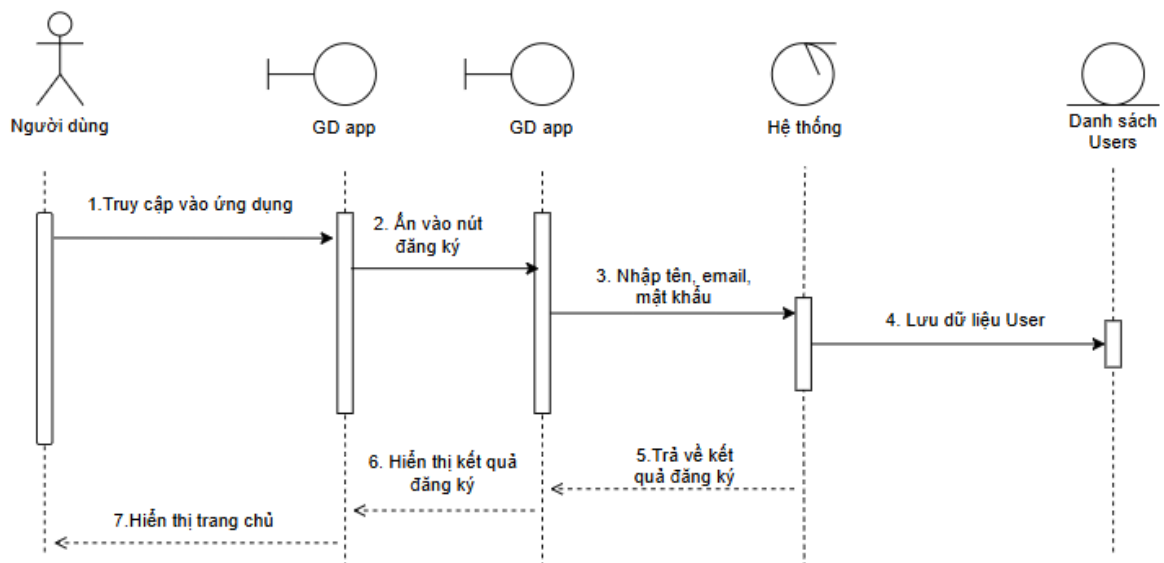 Người dùng
GD app
GD app
Hệ thống
Danh sách
Users
1.Truy cập vào ứng dụng
2. Ấn vào nút
đăng ký
3. Nhập tên, email,
mật khẩu
4. Lưu dữ liệu User
5.Trả về kết
quả đăng ký
6. Hiển thị kết quả
đăng ký
7.Hiển thị trang chủ